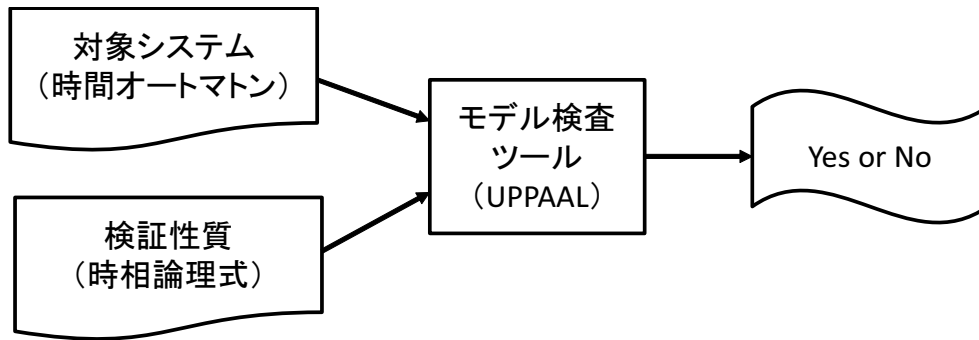 対象システム
（時間オートマトン）
検証性質
（時相論理式）
モデル検査
ツール
（UPPAAL）
Yes or No